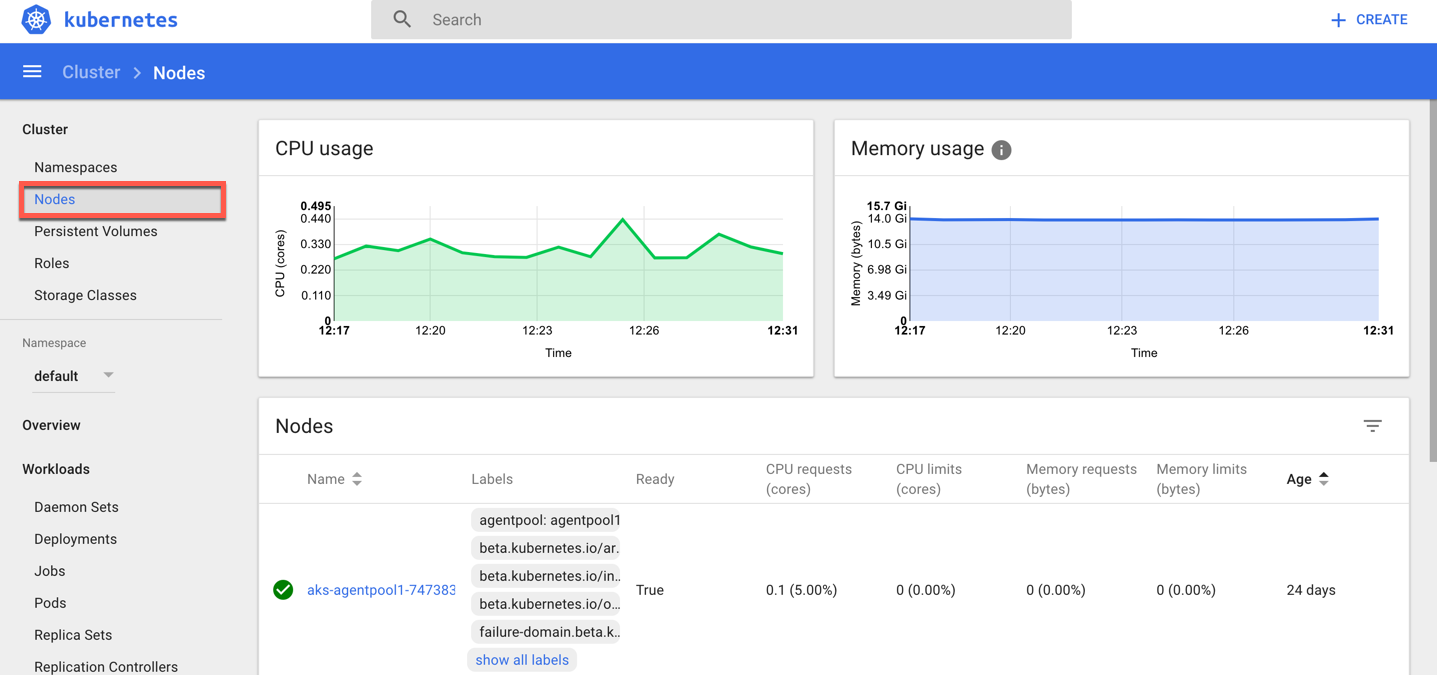 kubernetes
Search
CREATE
Cluster > Nodes
Cluster
Namespaces
Nodes
Persistent Volumes
Roles
Storage Classes
Namespace
default
Overview
Workloads
Daemon Sets
Deployments
Jobs
Pods
Replica Sets
Replication Controllers
CPU usage
CPU (cores)
0.495
0.440
0.330
0.220
0.110
0
12:17 12:20 12:23 12:26 12:31
Time
Memory usage i
Memory (bytes)
15.7 Gi
14.0 Gi
10.5 Gi
6.98 Gi
3.49 Gi
0
12:17 12:20 12:23 12:26 12:31
Time
Nodes
Name Labels Ready CPU requests (cores) CPU limits (cores) Memory requests (bytes) Memory limits (bytes) Age
agentpool: agentpool1
beta.kubernetes.io/ar..
beta.kubernetes.io/in..
beta.kubernetes.io/o...
failure-domain.beta.k..
show all labels
aks-agentpool1-747383 True 0.1 (5.00%) 0 (0.00%) 0 (0.00%) 0 (0.00%) 24 days